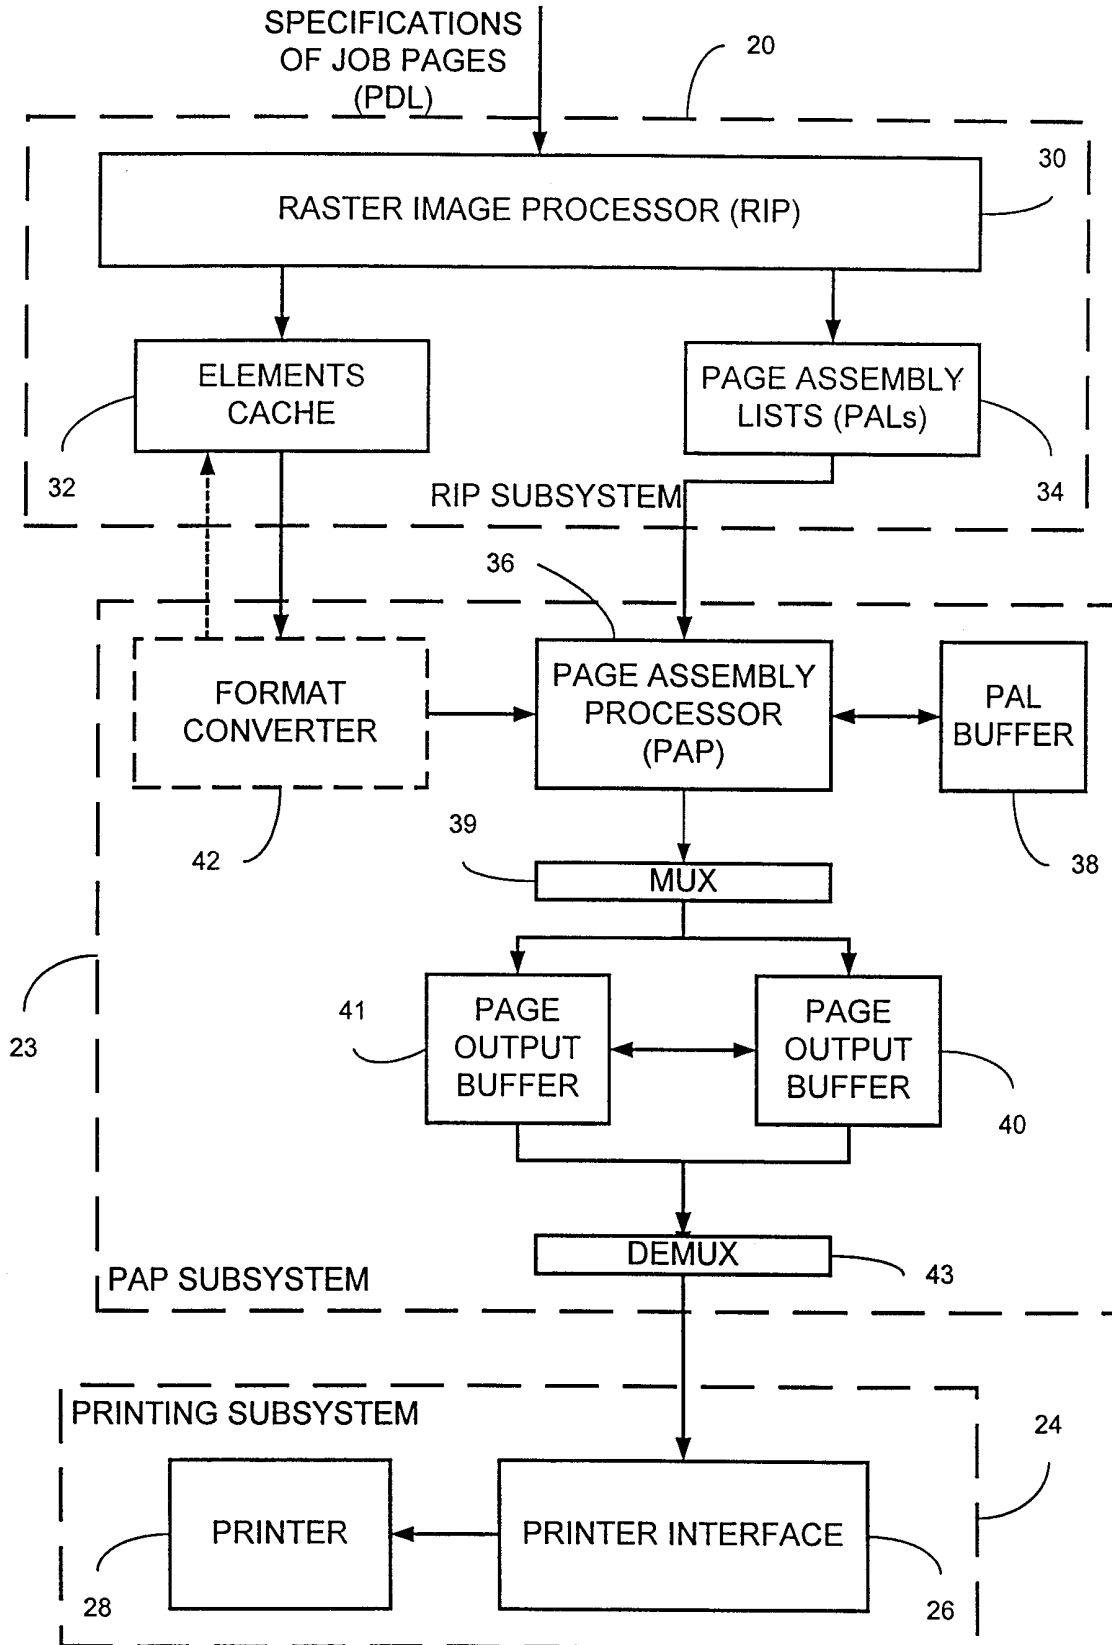 SPECIFICATIONS
OF JOB PAGES
(PDL)
20
30
RASTER IMAGE PROCESSOR (RIP)
ELEMENTS
CACHE
PAGE ASSEMBLY
LISTS (PALs)
32
34
RIP SUBSYSTEM
36
FORMAT
CONVERTER
PAGE ASSEMBLY
PROCESSOR
(PAP)
PAL
BUFFER
42
39
38
MUX
23
41
PAGE
OUTPUT
BUFFER
PAGE
OUTPUT
BUFFER
40
DEMUX
43
PAP SUBSYSTEM
PRINTING SUBSYSTEM
24
PRINTER
PRINTER INTERFACE
28
26